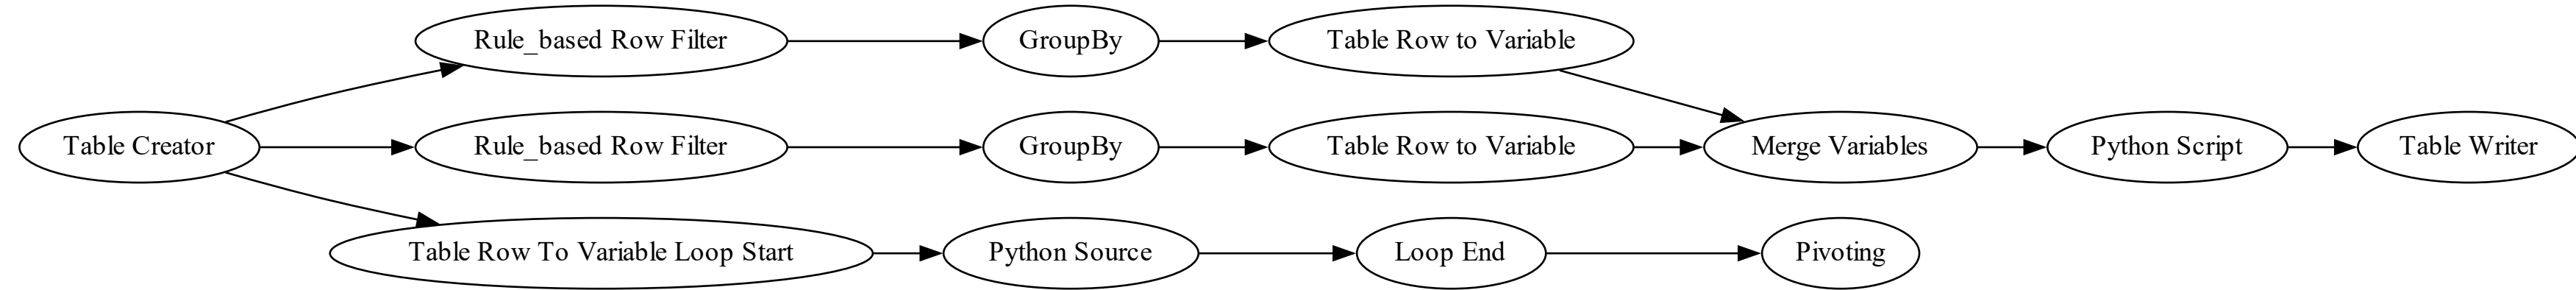 Rule_based Row Filter
GroupBy
Table Row to Variable
Table Creator
Rule_based Row Filter
GroupBy
Table Row to Variable
Merge Variables
Python Script
Table Writer
Table Row To Variable Loop Start
Python Source
Loop End
Pivoting